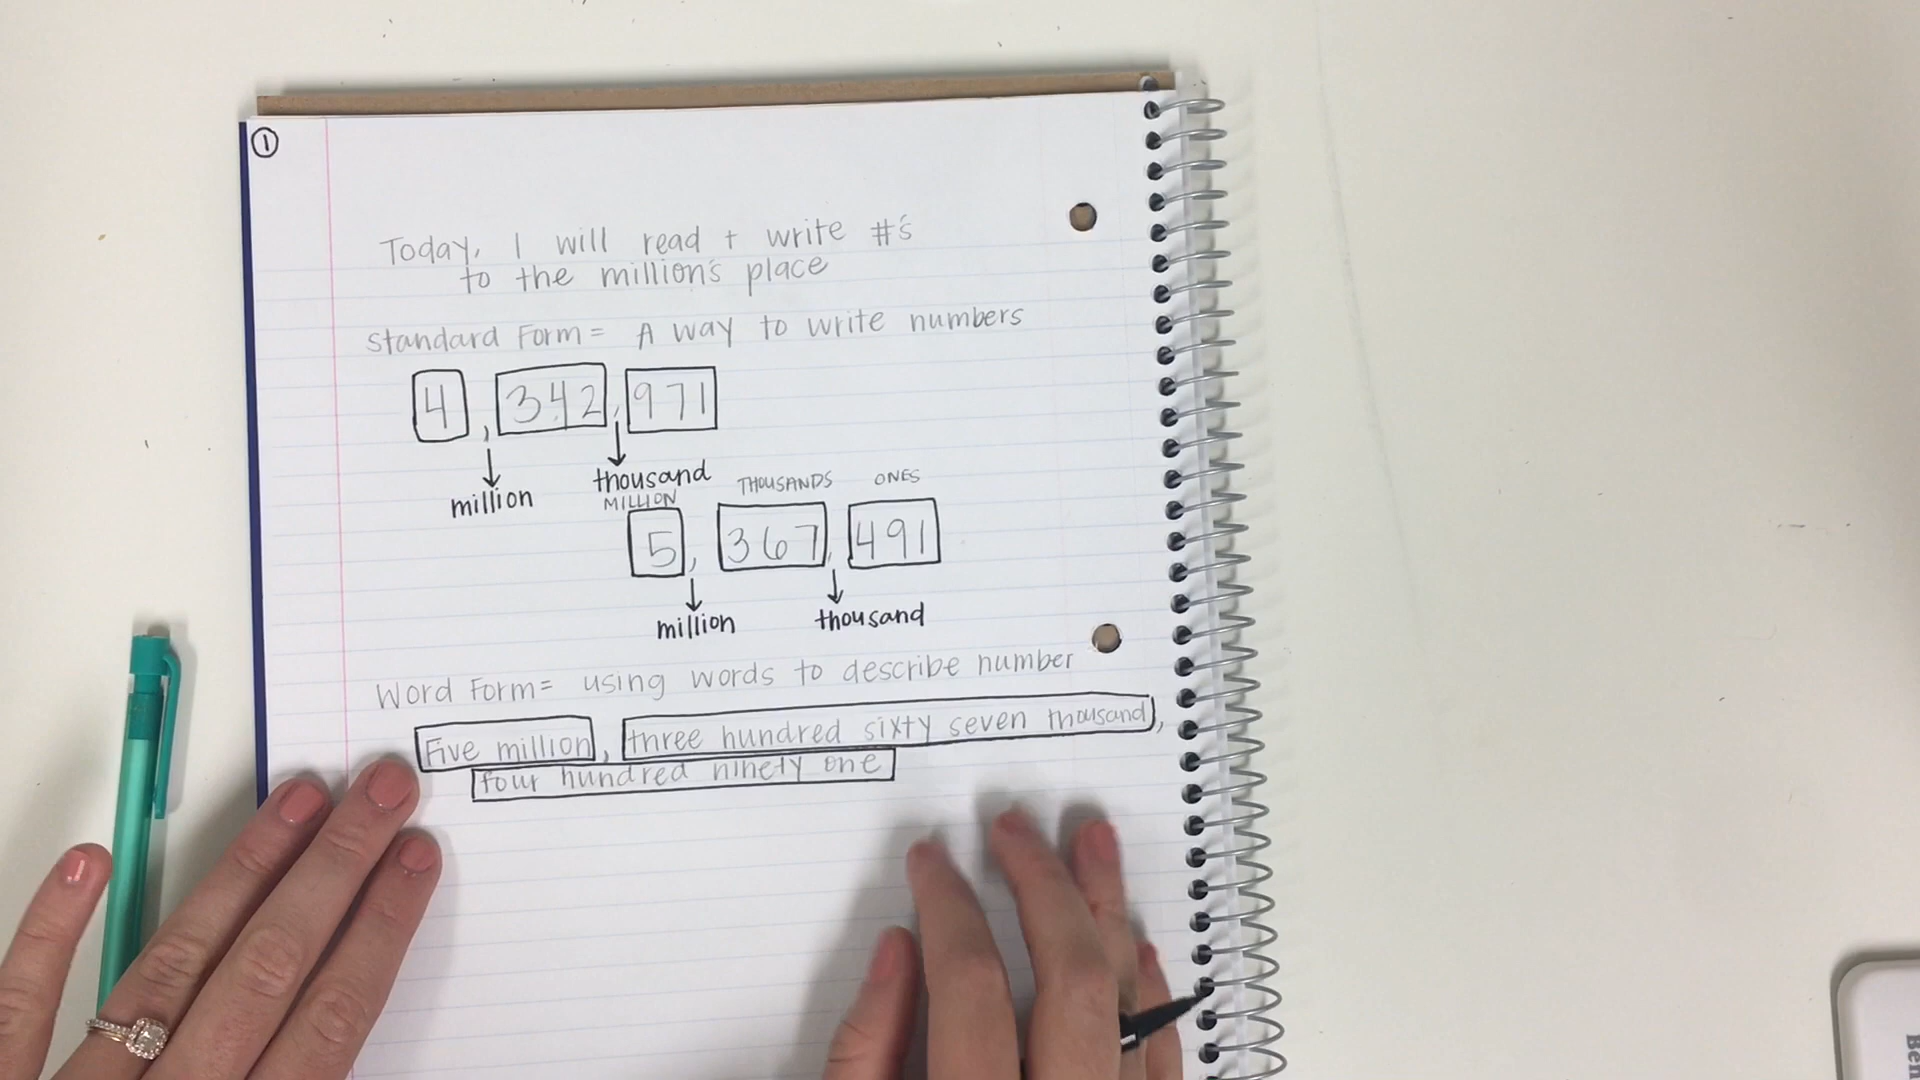 1
Today, I will read + write #'s
to the million's place
Standard Form = A way to write numbers
4, 342, 971
million thousand
MILLION THOUSANDS ONES
5, 367, 491
million thousand
Word Form = using words to describe number
Five million, three hundred sixty seven thousand,
four hundred ninety one